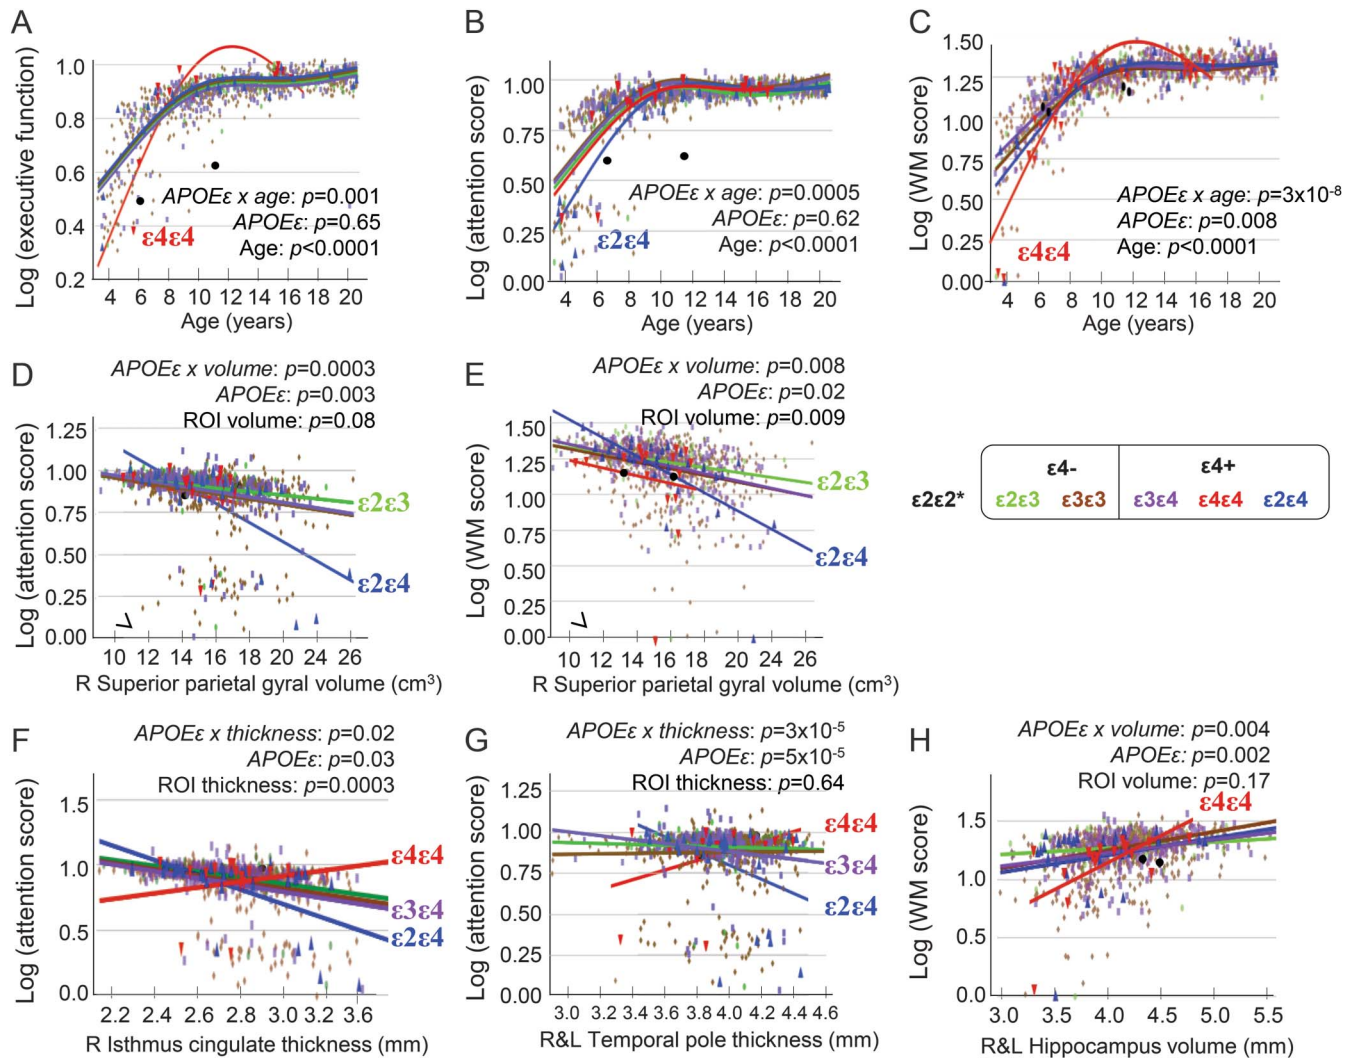 A
Log (executive function)
1.0
0.8
0.6
0.4
0.2
APOEε x age: p=0.001
APOEε: p=0.65
Age: p<0.0001
ε4ε4
4 6 8 10 12 14 16 18 20
Age (years)
B
Log (attention score)
1.00
0.75
0.50
0.25
0.00
APOEε x age: p=0.0005
APOEε: p=0.62
Age: p<0.0001
ε2ε4
4 6 8 10 12 14 16 18 20
Age (years)
C
Log (WM score)
1.50
1.25
1.00
0.75
0.50
0.25
0.00
APOEε x age: p=3x10-8
APOEε: p=0.008
Age: p<0.0001
ε4ε4
4 6 8 10 12 14 16 18 20
Age (years)
D
APOEε x volume: p=0.0003
APOEε: p=0.003
ROI volume: p=0.08
Log (attention score)
1.25
1.00
0.75
0.50
0.25
0.00
ε2ε3
ε2ε4
10 12 14 16 18 20 22 24 26
R Superior parietal gyral volume (cm3)
E
APOEε x volume: p=0.008
APOEε: p=0.02
ROI volume: p=0.009
Log (WM score)
1.50
1.25
1.00
0.75
0.50
0.25
0.00
ε2ε3
ε2ε4
10 12 14 16 18 20 22 24 26
R Superior parietal gyral volume (cm3)
ε4- ε4+
ε2ε2* ε2ε3 ε3ε3 ε3ε4 ε4ε4 ε2ε4
F
APOEε x thickness: p=0.02
APOEε: p=0.03
ROI thickness: p=0.0003
Log (attention score)
1.5
1.0
0.5
0.0
ε4ε4
ε3ε4
ε2ε4
2.2 2.4 2.6 2.8 3.0 3.2 3.6
R Isthmus cingulate thickness (mm)
G
APOEε x thickness: p=3x10-5
APOEε: p=5x10-5
ROI thickness: p=0.64
Log (attention score)
1.25
1.00
0.75
0.50
0.25
0.00
ε4ε4
ε3ε4
ε2ε4
3.0 3.2 3.4 3.6 3.8 4.0 4.2 4.4 4.6
R&L Temporal pole thickness (mm)
H
APOEε x volume: p=0.004
APOEε: p=0.002
ROI volume: p=0.17
ε4ε4
Log (WM score)
1.5
1.0
0.5
0.0
3.0 3.5 4.0 4.5 5.0 5.5
R&L Hippocampus volume (mm)